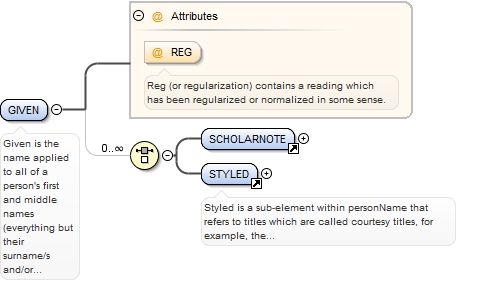 Attributes
@ REG
Reg (or regularization) contains a reading which
has been regularized or normalized in some sense.
GIVEN
Given is the
name applied
to all of a
person's first
and middle
names
(everything but
their
surname/s
and/or...
0..∞
SCHOLARNOTE
STYLED
Styled is a sub-element within personName that
refers to titles which are called courtesy titles, for
example, the...